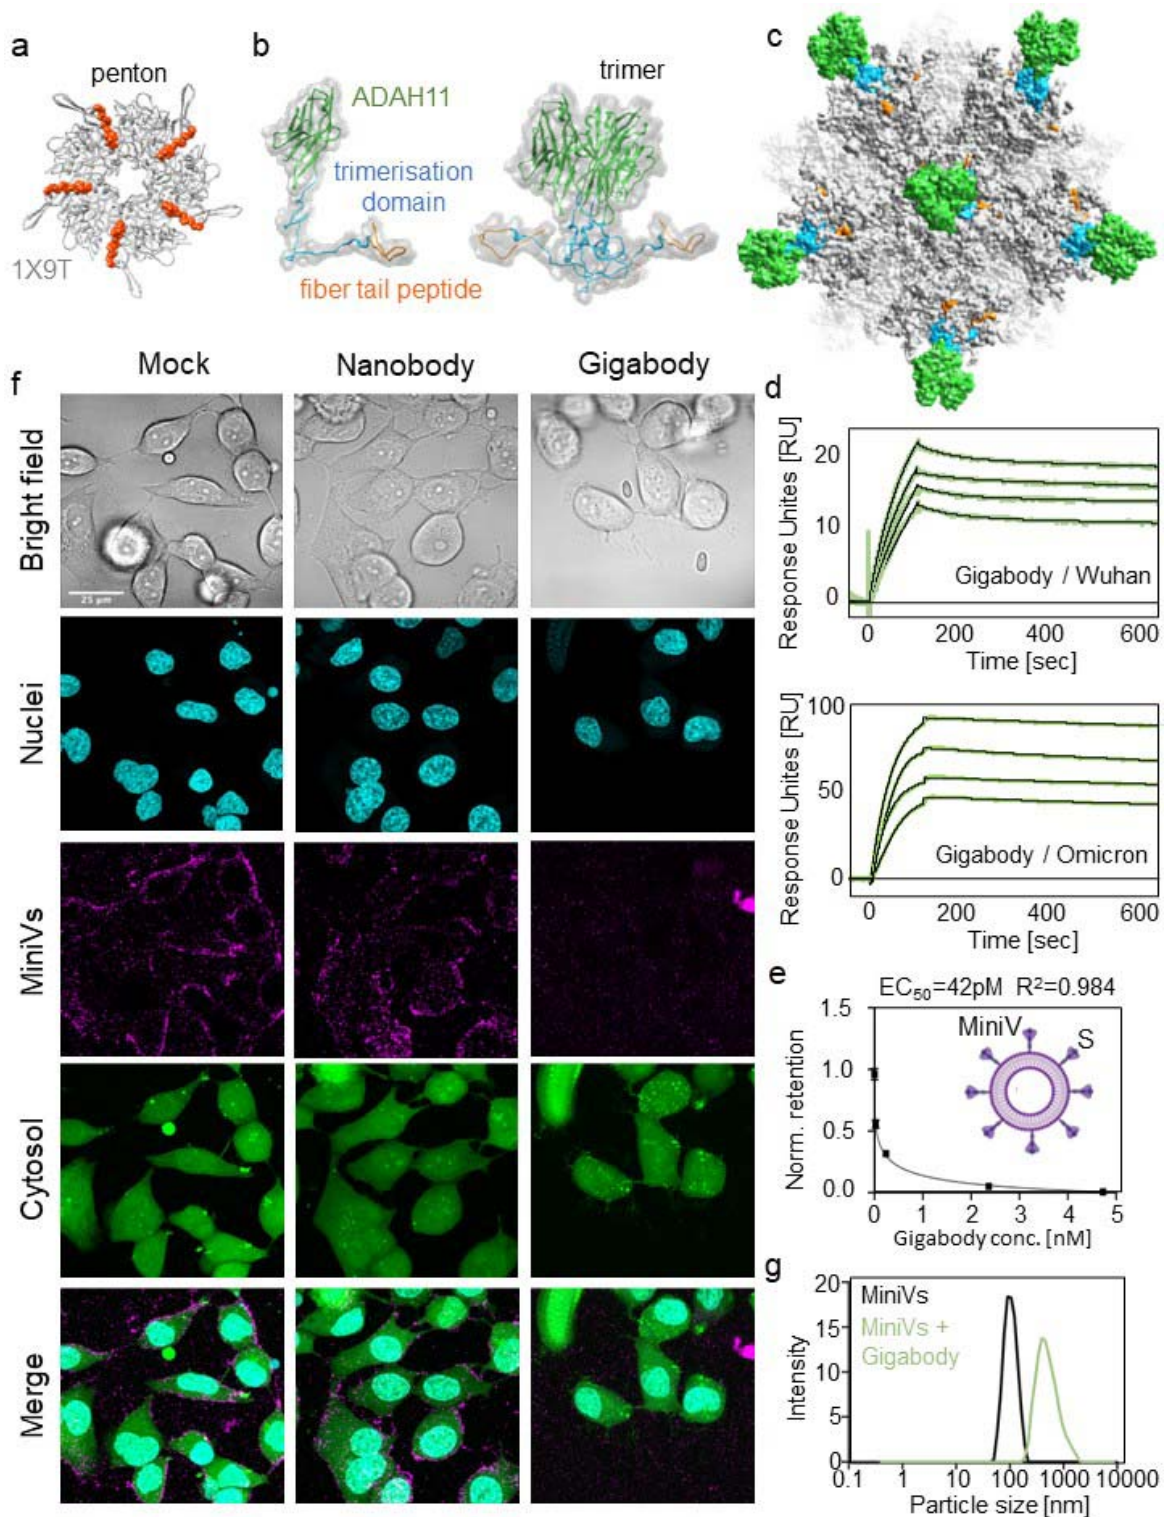 a
penton
1X9T
b
ADAH11
trimer
trimerisation
domain
fiber tail peptide
c
f
Mock
Nanobody
Gigabody
Bright field
25 µm
Nuclei
MiniVs
Cytosol
Merge
d
Response Unites [RU]
20
10
0
Gigabody / Wuhan
0 200 400 600
Time [sec]
Response Unites [RU]
100
50
0
Gigabody / Omicron
0 200 400 600
Time [sec]
e
EC₅₀=42pM R²=0.984
Norm. retention
1.5
1.0
0.5
0.0
MiniV
S
0 1 2 3 4 5
Gigabody conc. [nM]
g
Intensity
20
15
10
5
0
MiniVs
MiniVs +
Gigabody
0.1 1 10 100 1000 10000
Particle size [nm]